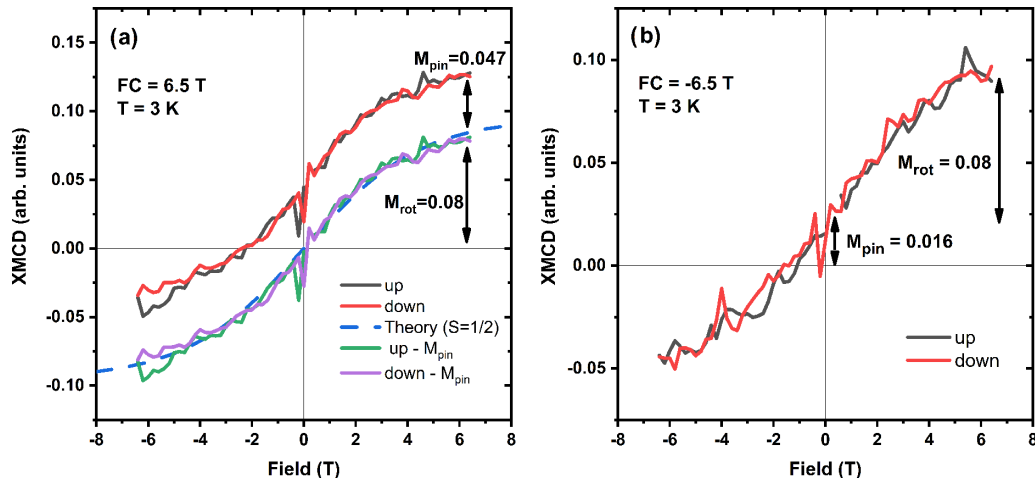 (a)
FC = 6.5 T
T = 3 K
M_pin=0.047
M_rot=0.08
XMCD (arb. units)
0.15
0.10
0.05
0.00
-0.05
-0.10
up
down
Theory (S=1/2)
up - M_pin
down - M_pin
-8 -6 -4 -2 0 2 4 6 8
Field (T)
(b)
FC = -6.5 T
T = 3 K
M_rot = 0.08
M_pin = 0.016
XMCD (arb. units)
0.10
0.05
0.00
-0.05
up
down
-8 -6 -4 -2 0 2 4 6 8
Field (T)